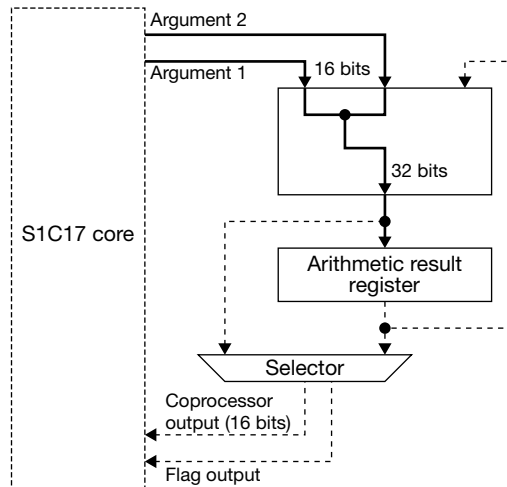 Argument 2
Argument 1
16 bits
32 bits
S1C17 core
Arithmetic result
register
Selector
Coprocessor
output (16 bits)
Flag output